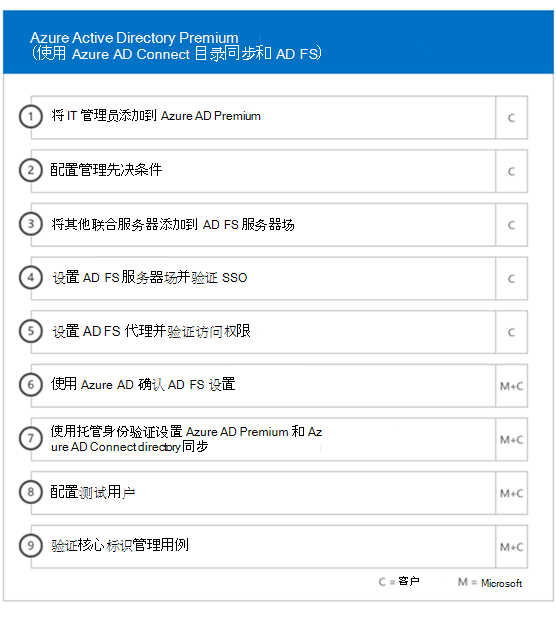 Azure Active Directory Premium
(使用 Azure AD Connect 目录同步和 AD FS)
1 将 IT 管理员添加到 Azure AD Premium C
2 配置管理先决条件 C
3 将其他联合服务器添加到 AD FS 服务器场 C
4 设置 AD FS 服务器场并验证 SSO C
5 设置 AD FS 代理并验证访问权限 C
6 使用 Azure AD 确认 AD FS 设置 M+C
7 使用托管身份验证设置 Azure AD Premium 和 Az
ure AD Connect directory 同步 M+C
8 配置测试用户 M+C
9 验证核心标识管理用例 M+C
C = 客户 M = Microsoft